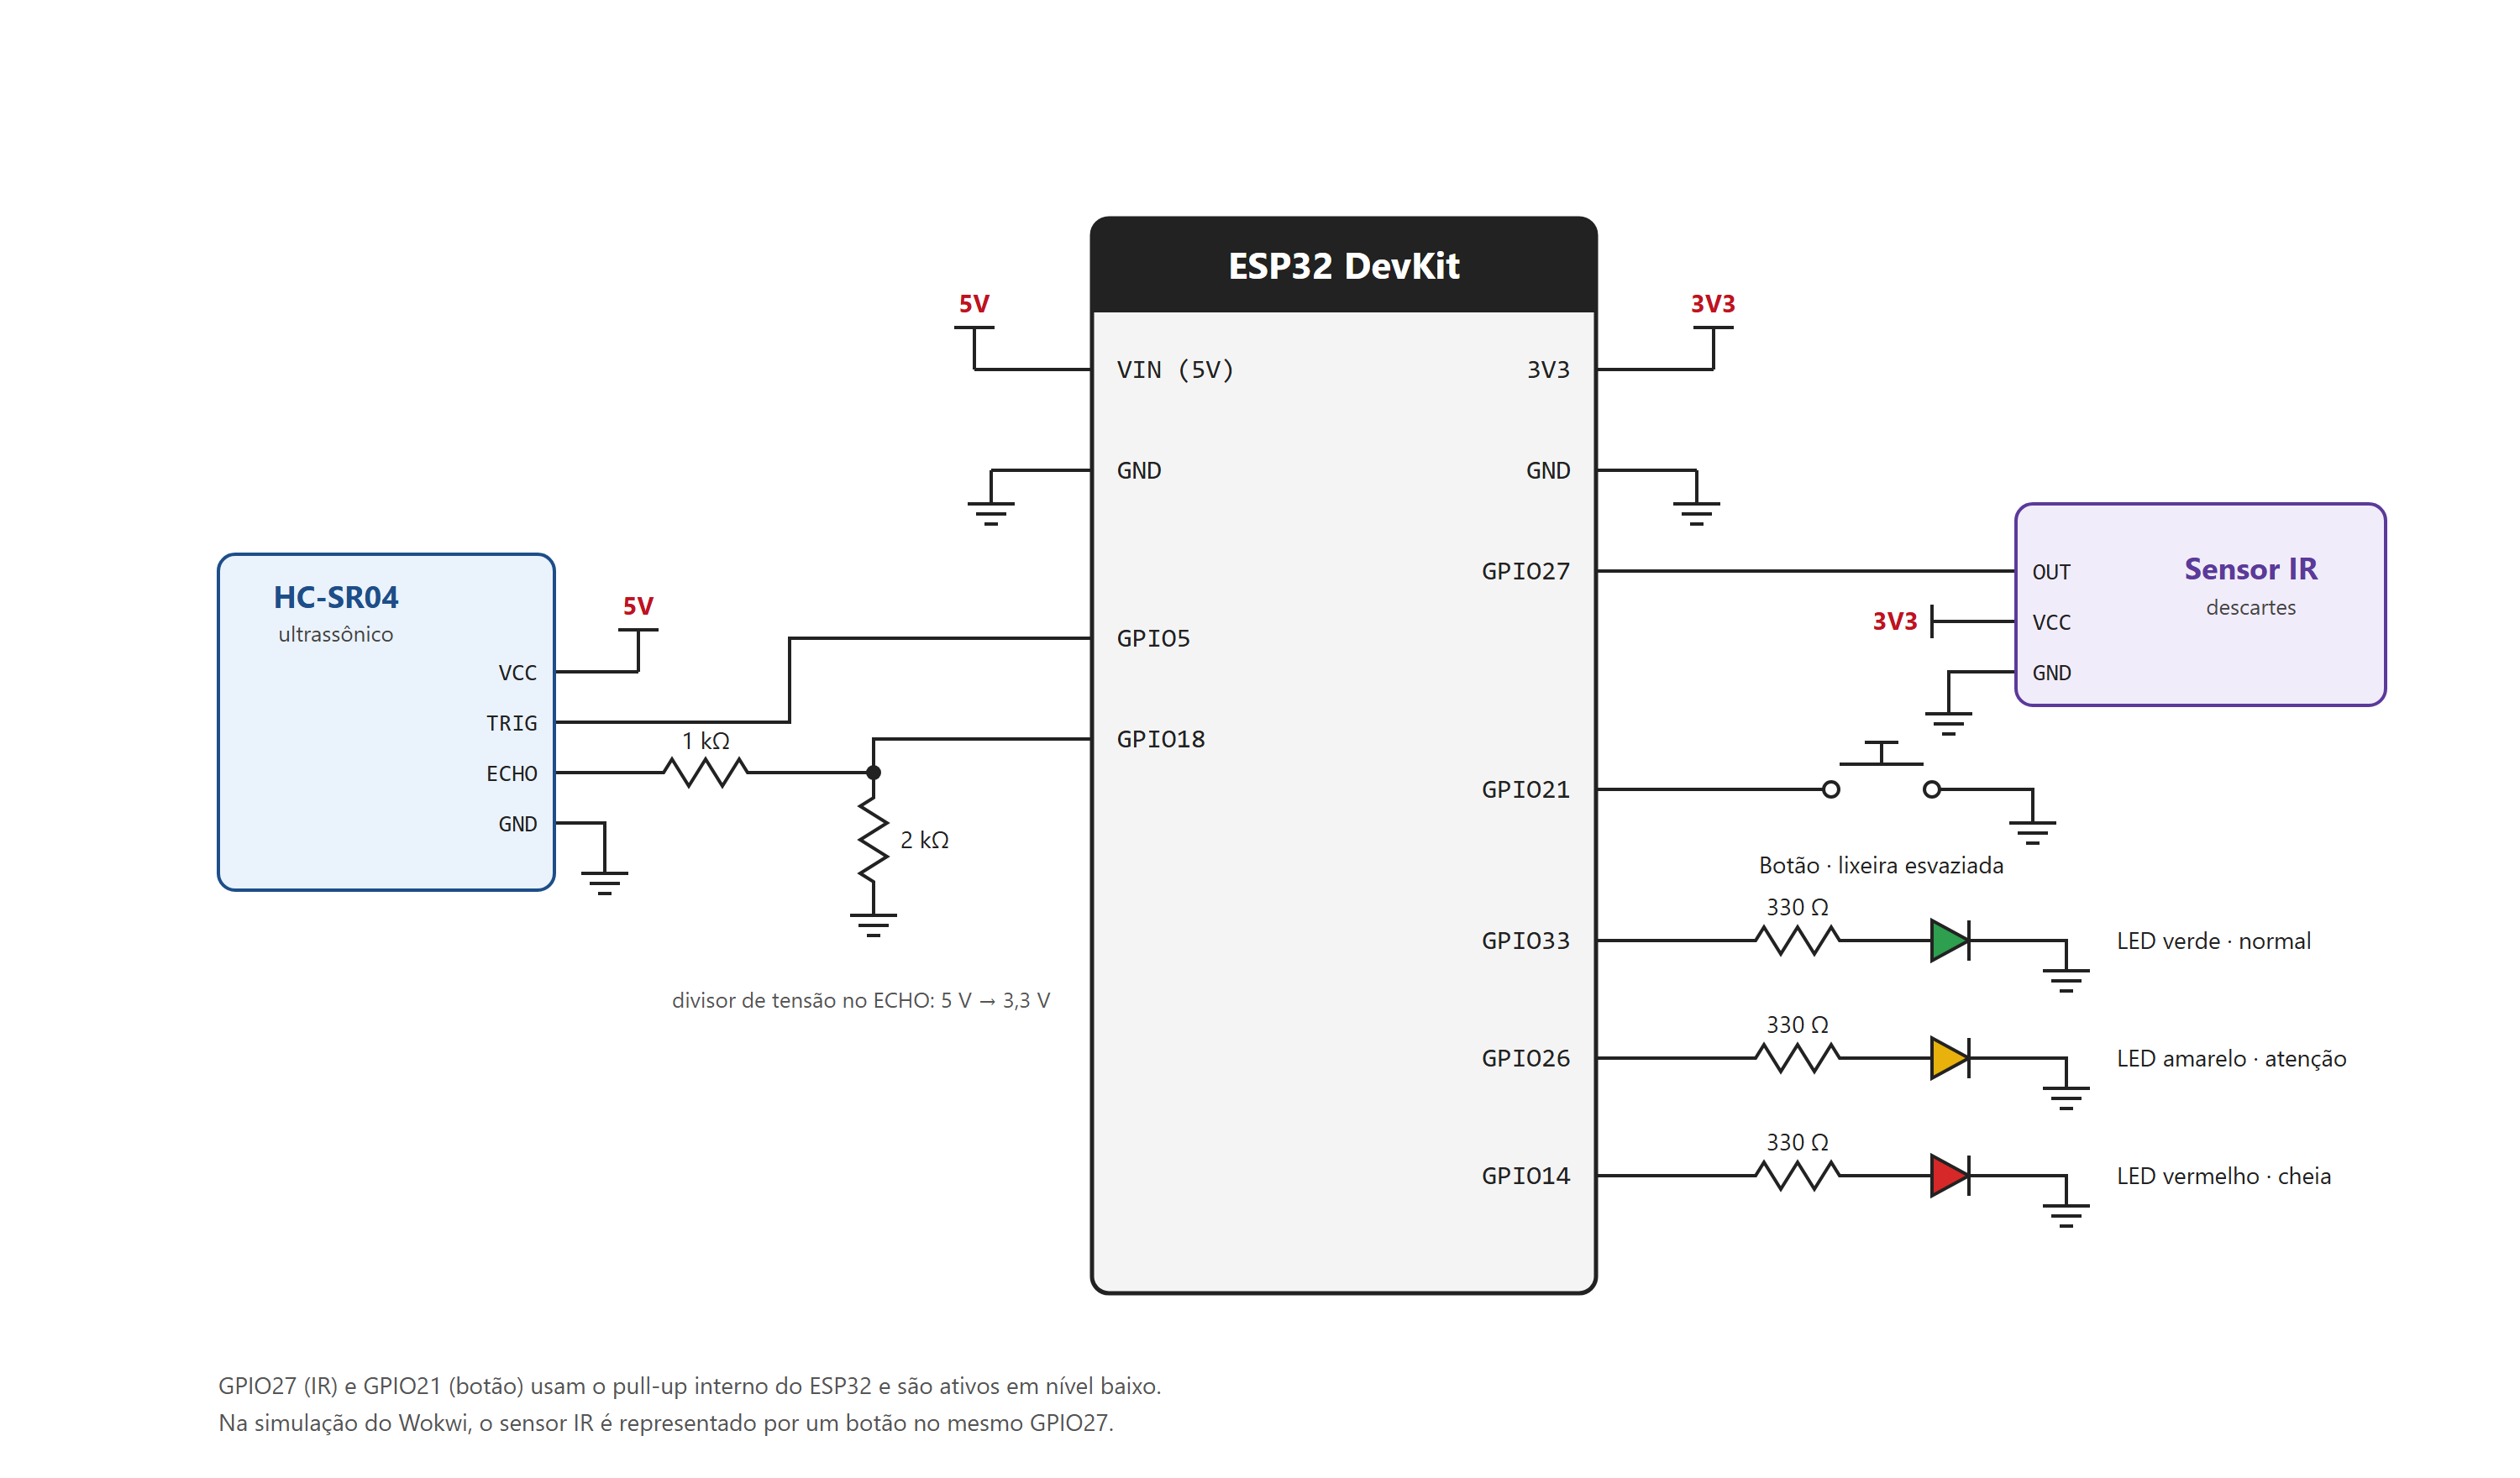 ESP32 DevKit
5V
3V3
VIN (5V)
3V3
GND
GND
GPIO27
GPIO5
GPIO18
GPIO21
GPIO33
GPIO26
GPIO14
HC-SR04
ultrassônico
5V
VCC
TRIG
ECHO
GND
1 kΩ
2 kΩ
divisor de tensão no ECHO: 5 V → 3,3 V
Sensor IR
descartes
OUT
3V3
VCC
GND
Botão · lixeira esvaziada
330 Ω
LED verde · normal
330 Ω
LED amarelo · atenção
330 Ω
LED vermelho · cheia
GPIO27 (IR) e GPIO21 (botão) usam o pull-up interno do ESP32 e são ativos em nível baixo.
Na simulação do Wokwi, o sensor IR é representado por um botão no mesmo GPIO27.